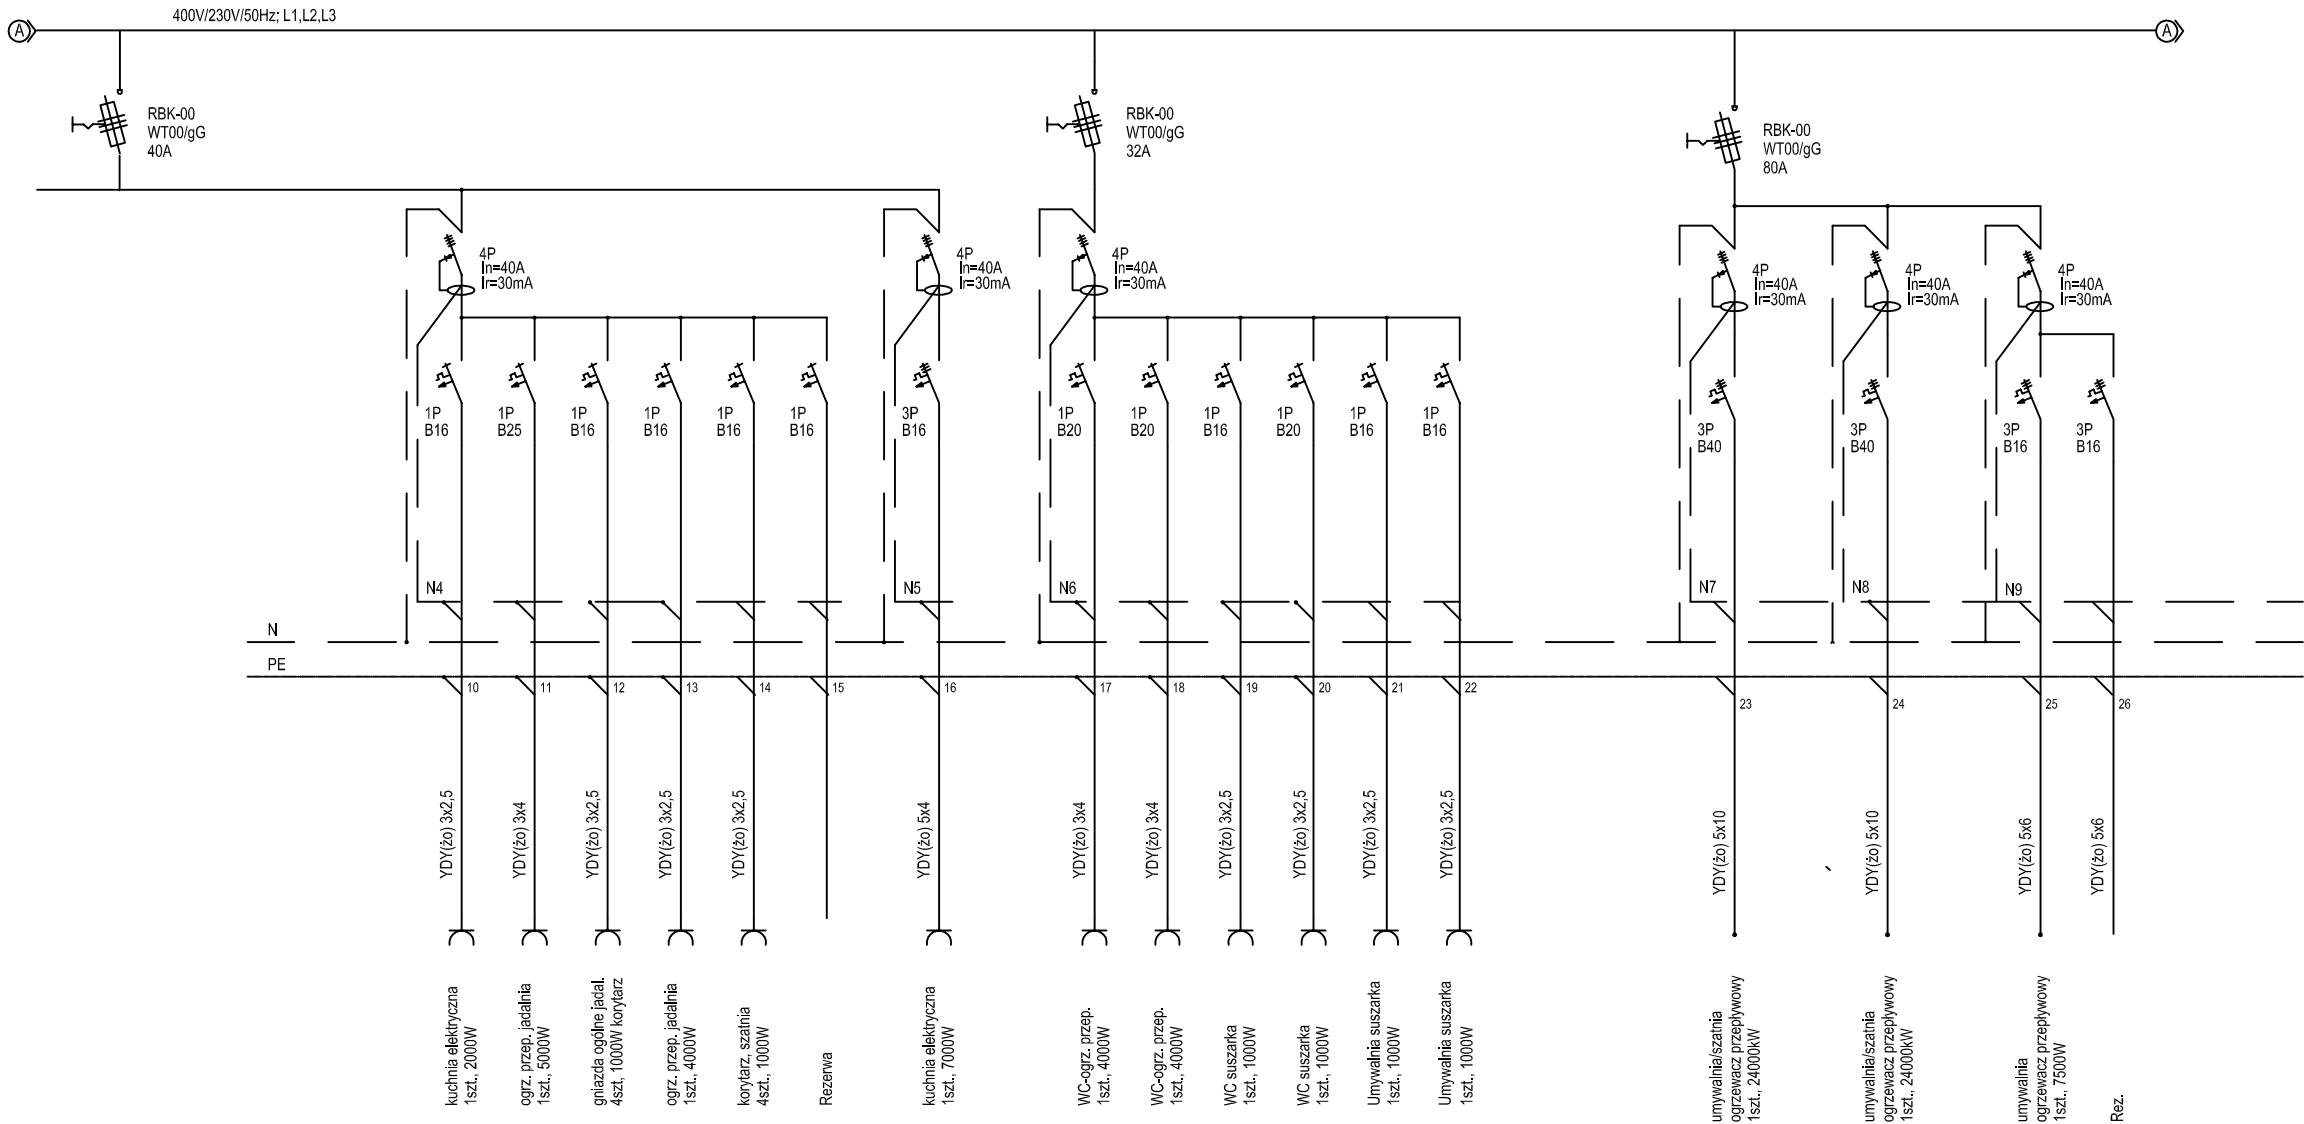 400V/230V/50Hz; L1,L2,L3
A
A
RBK-00
WT00/gG
40A
RBK-00
WT00/gG
32A
RBK-00
WT00/gG
80A
4P
In=40A
Ir=30mA
4P
In=40A
Ir=30mA
4P
In=40A
Ir=30mA
4P
In=40A
Ir=30mA
4P
In=40A
Ir=30mA
4P
In=40A
Ir=30mA
1P
B16
1P
B25
1P
B16
1P
B16
1P
B16
1P
B16
3P
B16
1P
B20
1P
B20
1P
B16
1P
B20
1P
B16
1P
B16
3P
B40
3P
B40
3P
B16
3P
B16
N4
N5
N6
N7
N8
N9
N
PE
10
11
12
13
14
15
16
17
18
19
20
21
22
23
24
25
26
YDY(żo) 3x2,5
YDY(żo) 3x4
YDY(żo) 3x2,5
YDY(żo) 3x2,5
YDY(żo) 3x2,5
YDY(żo) 5x4
YDY(żo) 3x4
YDY(żo) 3x4
YDY(żo) 3x2,5
YDY(żo) 3x2,5
YDY(żo) 3x2,5
YDY(żo) 3x2,5
YDY(żo) 5x10
YDY(żo) 5x10
YDY(żo) 5x6
YDY(żo) 5x6
kuchnia elektryczna
1szt., 2000W
ogrz. przep. jadalnia
1szt., 5000W
gniazda ogólne jadal.
4szt, 1000W korytarz
ogrz. przep. jadalnia
1szt., 4000W
korytarz, szatnia
4szt., 1000W
Rezerwa
kuchnia elektryczna
1szt., 7000W
WC-ogrz. przep.
1szt., 4000W
WC-ogrz. przep.
1szt., 4000W
WC suszarka
1szt., 1000W
WC suszarka
1szt., 1000W
Umywalnia suszarka
1szt., 1000W
Umywalnia suszarka
1szt., 1000W
umywalnia/szatnia
ogrzewacz przepływowy
1szt., 24000kW
umywalnia/szatnia
ogrzewacz przepływowy
1szt., 24000kW
umywalnia
ogrzewacz przepływowy
1szt., 7500W
Rez.